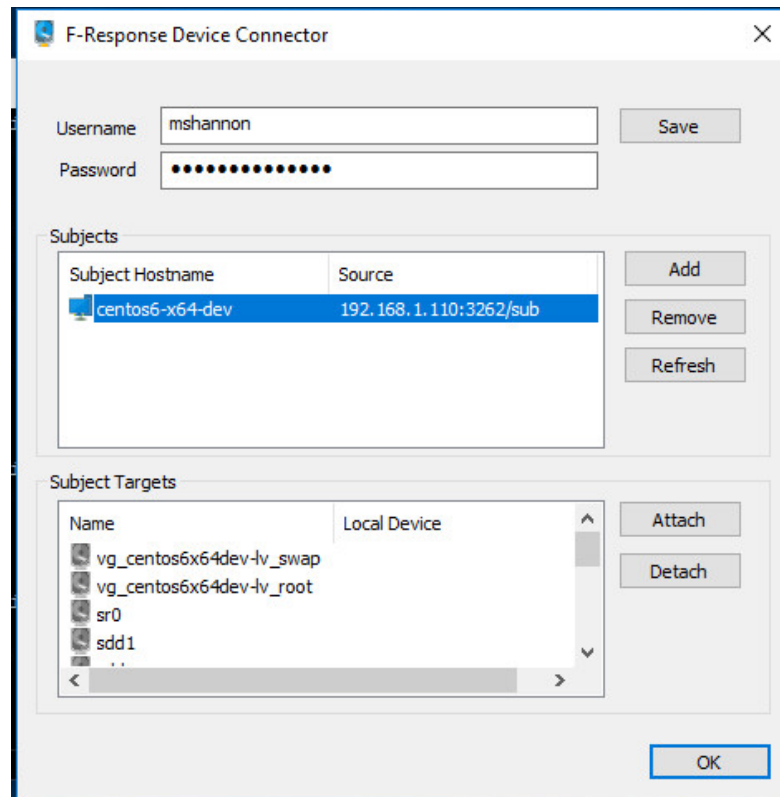 F-Response Device Connector
Username mshannon Save
Password ••••••••••••••
Subjects
Subject Hostname Source Add
centos6-x64-dev 192.168.1.110:3262/sub Remove
Refresh
Subject Targets
Name Local Device Attach
vg_centos6x64dev-lv_swap
Detach
vg_centos6x64dev-lv_root
sr0
sdd1
OK